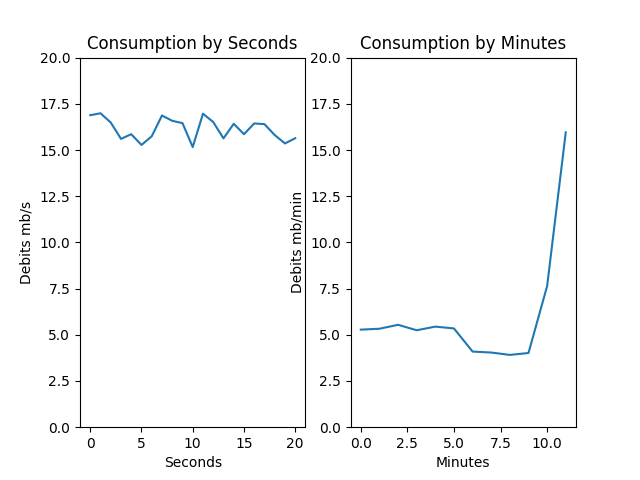 Consumption by Seconds
20.0
17.5
15.0
12.5
10.0
7.5
5.0
2.5
0.0
Debits mb/s
0 5 10 15 20
Seconds
Consumption by Minutes
20.0
17.5
15.0
12.5
10.0
7.5
5.0
2.5
0.0
Debits mb/min
0.0 2.5 5.0 7.5 10.0
Minutes